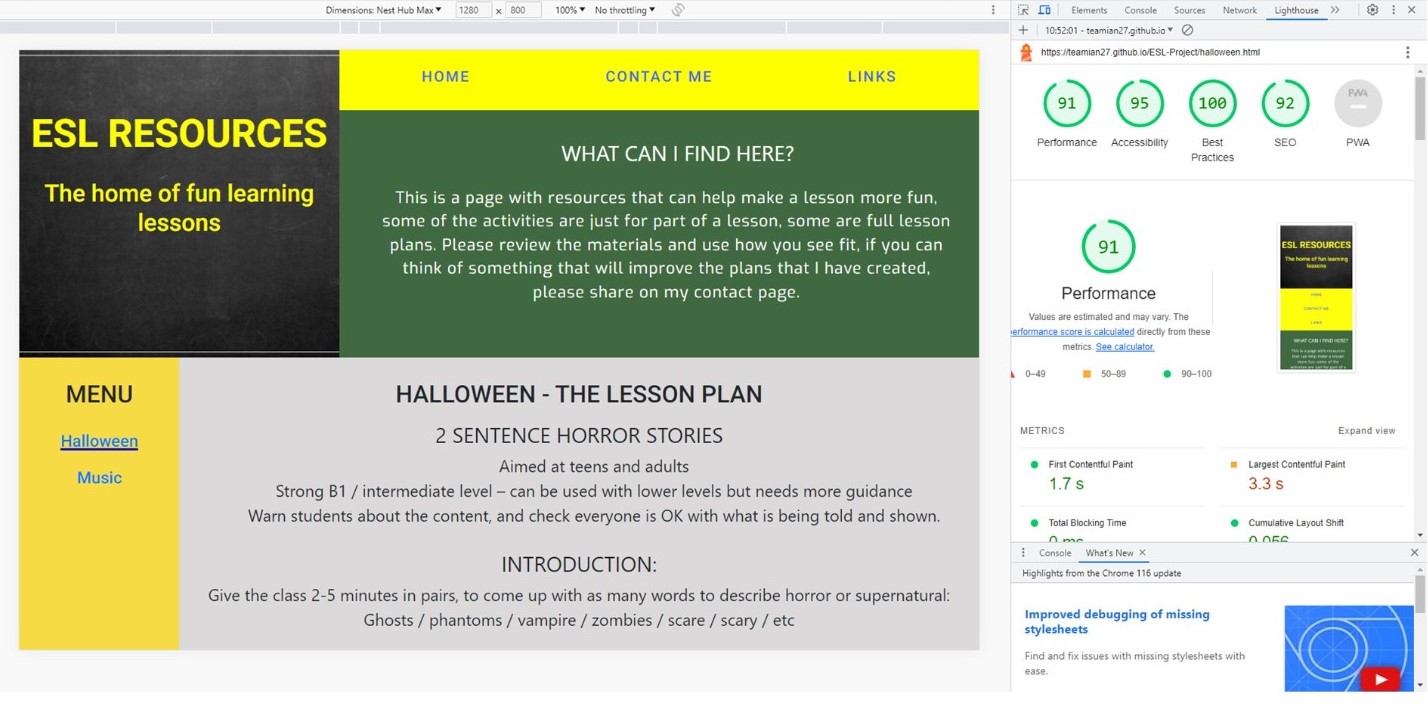 Dimensions: Nest Hub Max ▼ 1280 x 800 100% ▼ No throttling ▼
HOME CONTACT ME LINKS
ESL RESOURCES
The home of fun learning
lessons
WHAT CAN I FIND HERE?
This is a page with resources that can help make a lesson more fun,
some of the activities are just for part of a lesson, some are full lesson
plans. Please review the materials and use how you see fit, if you can
think of something that will improve the plans that I have created,
please share on my contact page.
MENU
Halloween
Music
HALLOWEEN - THE LESSON PLAN
2 SENTENCE HORROR STORIES
Aimed at teens and adults
Strong B1 / intermediate level – can be used with lower levels but needs more guidance
Warn students about the content, and check everyone is OK with what is being told and shown.
INTRODUCTION:
Give the class 2-5 minutes in pairs, to come up with as many words to describe horror or supernatural:
Ghosts / phantoms / vampire / zombies / scare / scary / etc
Elements Console Sources Network Lighthouse
10:52:01 - teamian27.github.io ▼
https://teamian27.github.io/ESL-Project/halloween.html
91 95 100 92 PWA
Performance Accessibility Best Practices SEO PWA
91
Performance
Values are estimated and may vary. The
erformance score is calculated directly from these
metrics. See calculator.
0–49 50–89 90–100
ESL RESOURCES
The home of fun learning
lessons
HOME
CONTACT ME
LINKS
WHAT CAN I FIND HERE?
This is a page with resources
that can help make a lesson
more fun, some of the
activities are just for part of a
METRICS Expand view
First Contentful Paint
1.7 s
Largest Contentful Paint
3.3 s
Total Blocking Time
0 ms
Cumulative Layout Shift
0.056
Console What's New
Highlights from the Chrome 116 update
Improved debugging of missing
stylesheets
Find and fix issues with missing stylesheets with
ease.